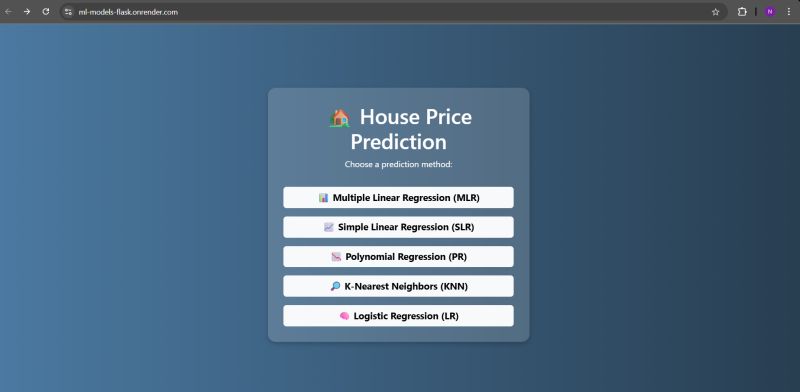 ml-models-flask.onrender.com
N
🏠 House Price
Prediction
Choose a prediction method:
📊 Multiple Linear Regression (MLR)
📈 Simple Linear Regression (SLR)
📉 Polynomial Regression (PR)
🔎 K-Nearest Neighbors (KNN)
🧠 Logistic Regression (LR)